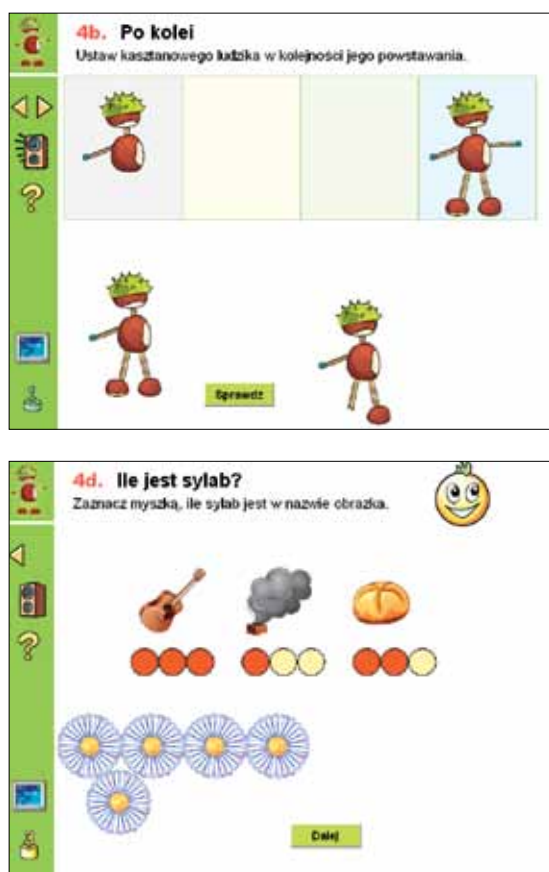 4b. Po kolei
Ustaw kasztanowego ludzika w kolejności jego powstawania.
Sprawdź
4d. Ile jest sylab?
Zaznacz myszką, ile sylab jest w nazwie obrazka.
Dalej